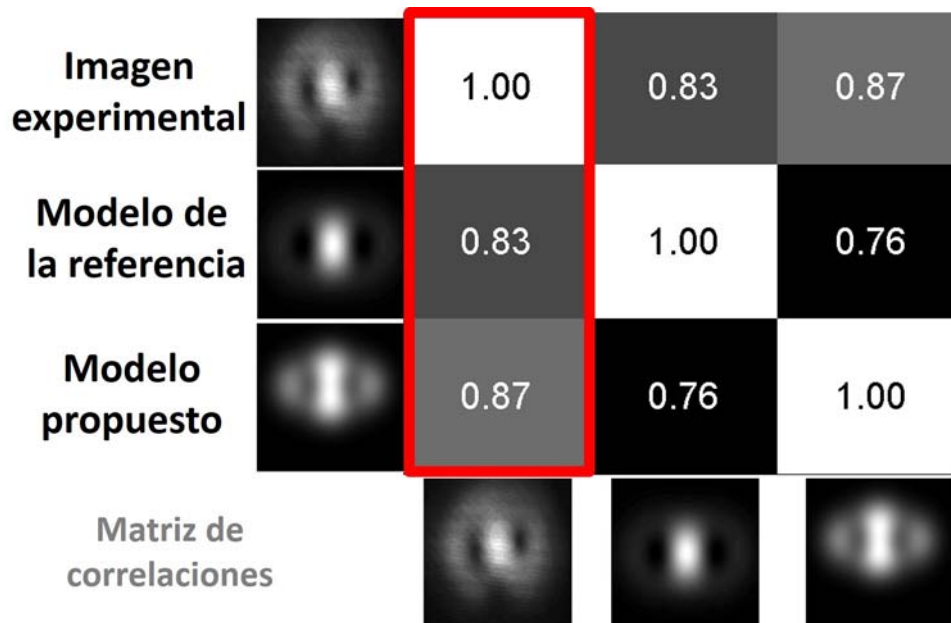 Imagen
experimental
1.00
0.83
0.87
Modelo de
la referencia
0.83
1.00
0.76
Modelo
propuesto
0.87
0.76
1.00
Matriz de
correlaciones